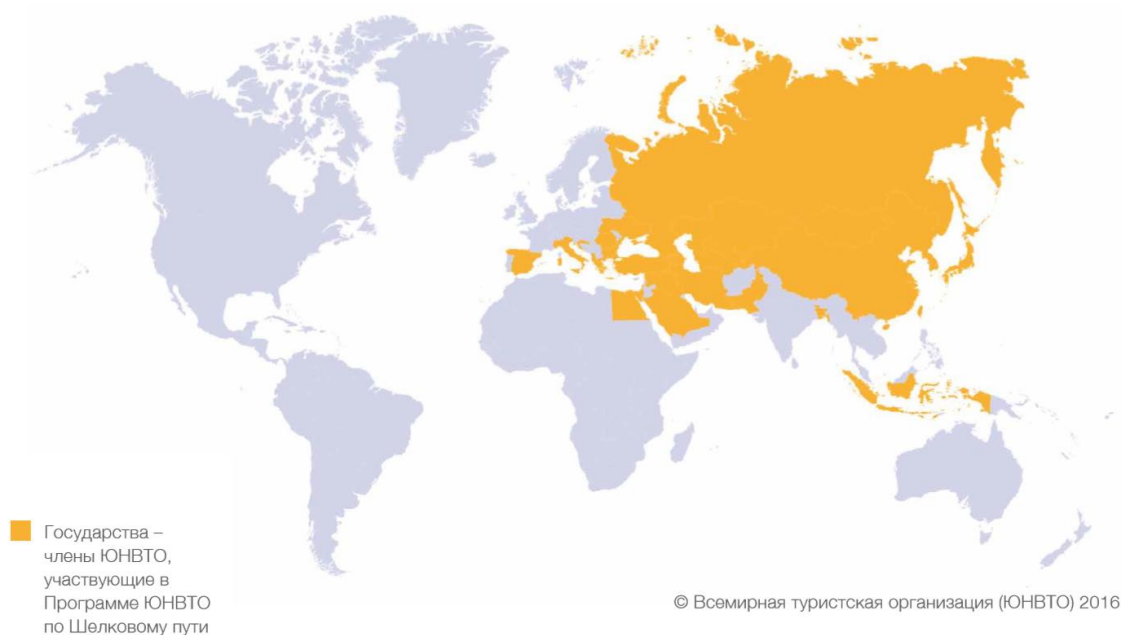 Государства –
члены ЮНВТО,
участвующие в
Программе ЮНВТО
по Шелковому пути
© Всемирная туристская организация (ЮНВТО) 2016